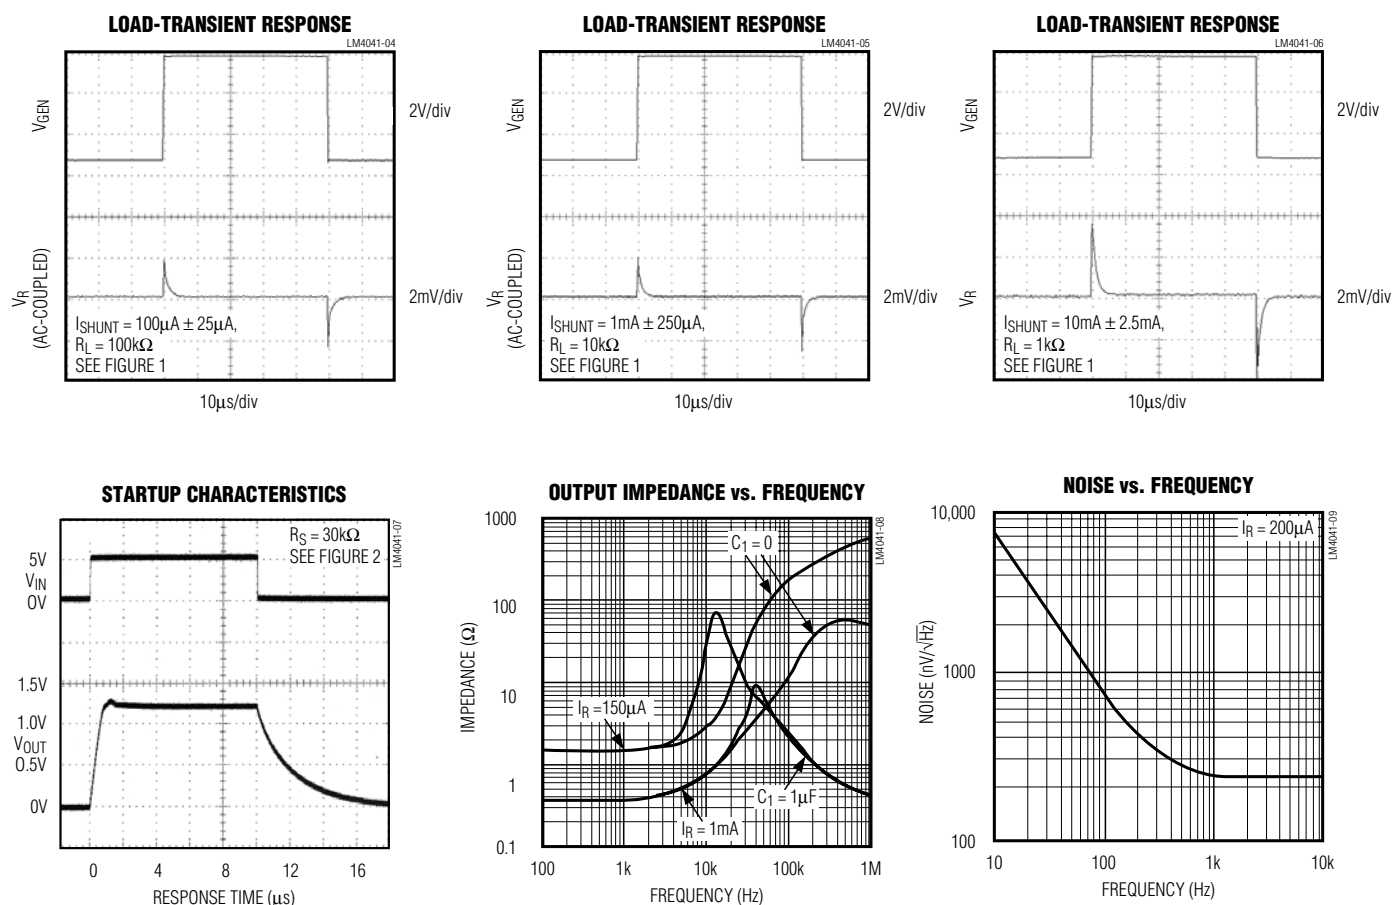 LOAD-TRANSIENT RESPONSE
LM4041-04
VGEN
2V/div
VR
(AC-COUPLED)
2mV/div
ISHUNT = 100μA ± 25μA,
RL = 100kΩ
SEE FIGURE 1
10μs/div
LOAD-TRANSIENT RESPONSE
LM4041-05
VGEN
2V/div
VR
(AC-COUPLED)
2mV/div
ISHUNT = 1mA ± 250μA,
RL = 10kΩ
SEE FIGURE 1
10μs/div
LOAD-TRANSIENT RESPONSE
LM4041-06
VGEN
2V/div
VR
2mV/div
ISHUNT = 10mA ± 2.5mA,
RL = 1kΩ
SEE FIGURE 1
10μs/div
STARTUP CHARACTERISTICS
LM4041-07
RS = 30kΩ
SEE FIGURE 2
5V
VIN
0V
1.5V
1.0V
VOUT
0.5V
0V
0 4 8 12 16
RESPONSE TIME (μs)
OUTPUT IMPEDANCE vs. FREQUENCY
LM4041-08
IMPEDANCE (Ω)
1000
100
10
1
0.1
C1 = 0
IR = 150μA
C1 = 1μF
IR = 1mA
100 1k 10k 100k 1M
FREQUENCY (Hz)
NOISE vs. FREQUENCY
LM4041-09
IR = 200μA
NOISE (nV/√Hz)
10,000
1000
100
10 100 1k 10k
FREQUENCY (Hz)